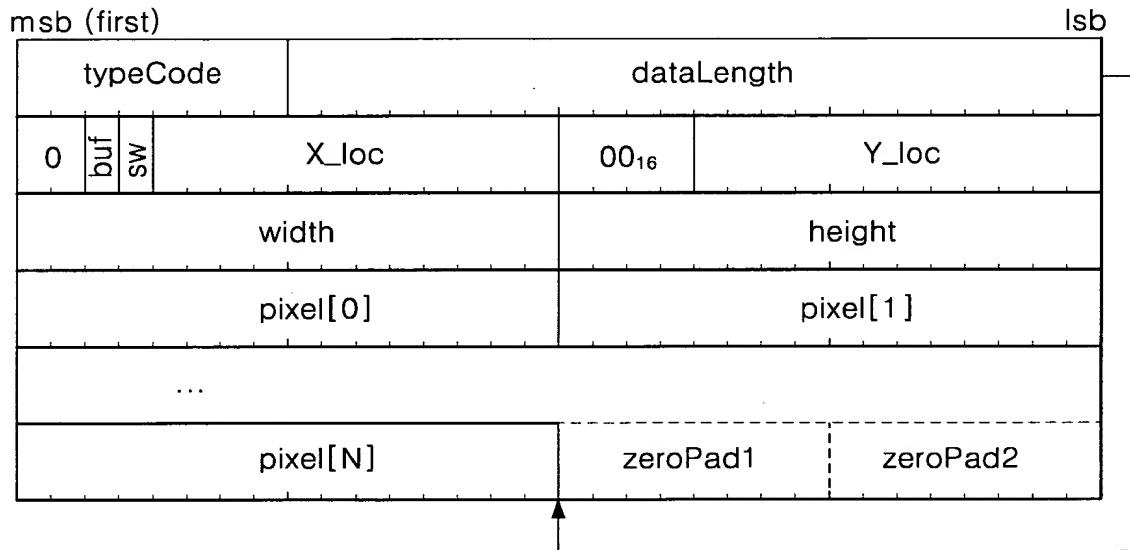 msb (first) lsb
typeCode dataLength
0 buf sw X_loc 00₁₆ Y_loc
width height
pixel[0] pixel[1]
...
pixel[N] zeroPad1 zeroPad2